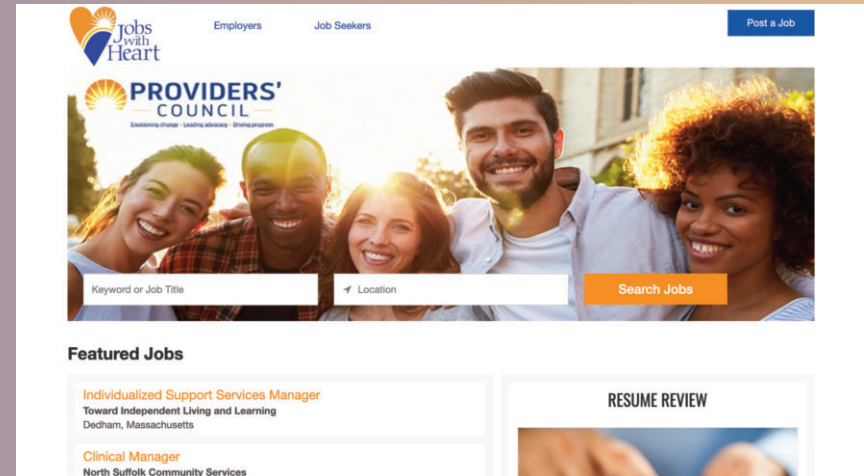 Jobs
with
Heart
Employers
Job Seekers
Post a Job
PROVIDERS'
COUNCIL
Envisioning change - Leading advocacy - Driving progress
Keyword or Job Title
Location
Search Jobs
Featured Jobs
Individualized Support Services Manager
Toward Independent Living and Learning
Dedham, Massachusetts
Clinical Manager
North Suffolk Community Services
RESUME REVIEW